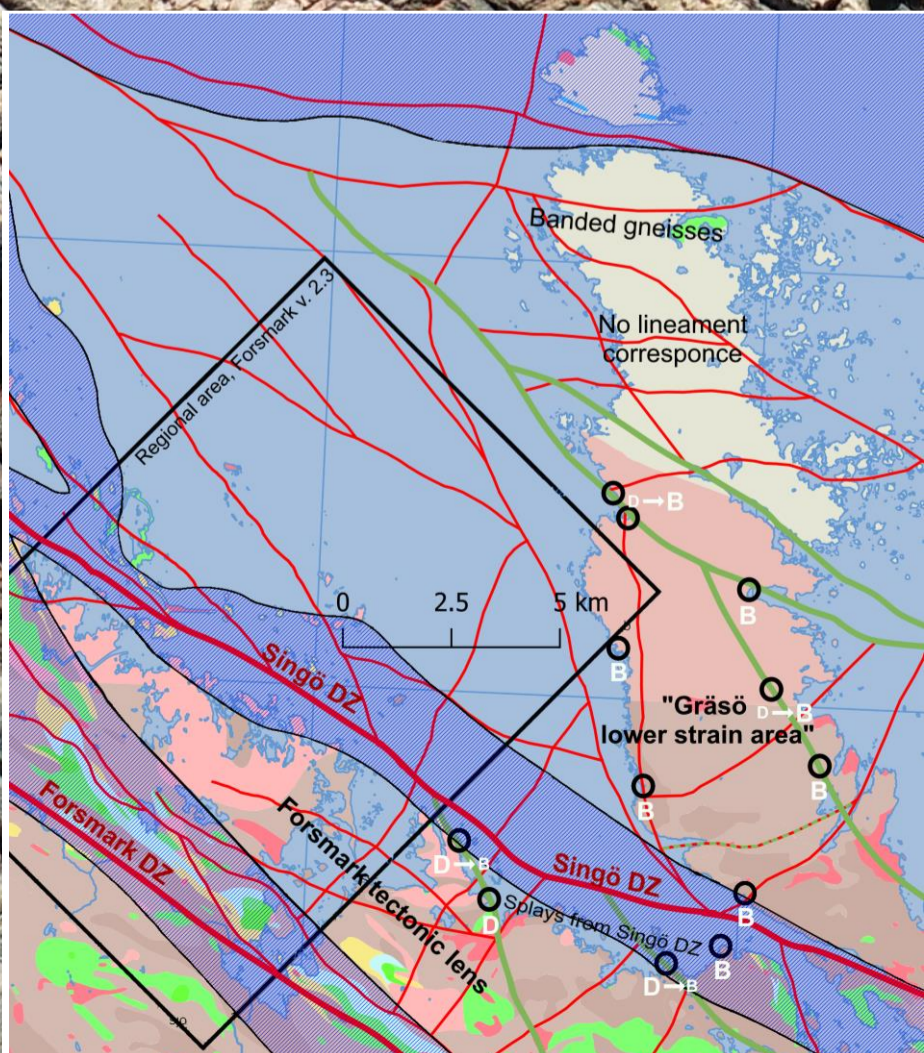 Banded gneisses
Regional area, Forsmark v. 2.3
No lineament
corresponce
D→B
0 2.5 5 km
B
B
Singö DZ
"Gräsö
D→B
lower strain area"
B
B
Forsmark DZ
Forsmark tectonic lens
D→B
Singö DZ
D
Splays from Singö DZ
B
B
D→B